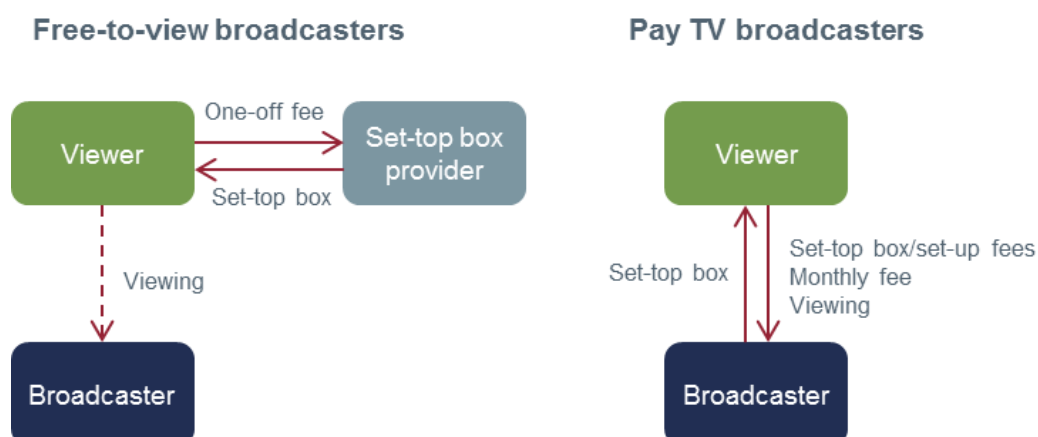 Free-to-view broadcasters
One-off fee
Viewer
Set-top box
provider
Set-top box
Viewing
Broadcaster
Pay TV broadcasters
Viewer
Set-top box
Set-top box/set-up fees
Monthly fee
Viewing
Broadcaster